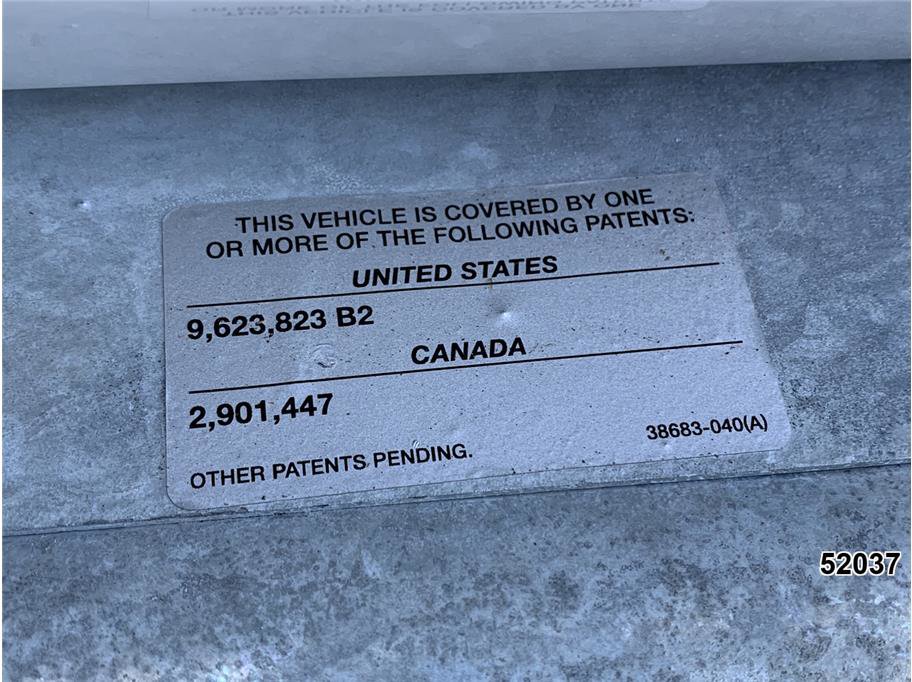 THIS VEHICLE IS COVERED BY ONE
OR MORE OF THE FOLLOWING PATENTS:
UNITED STATES
9,623,823 B2
CANADA
2,901,447
OTHER PATENTS PENDING.
38683-040(A)
52037